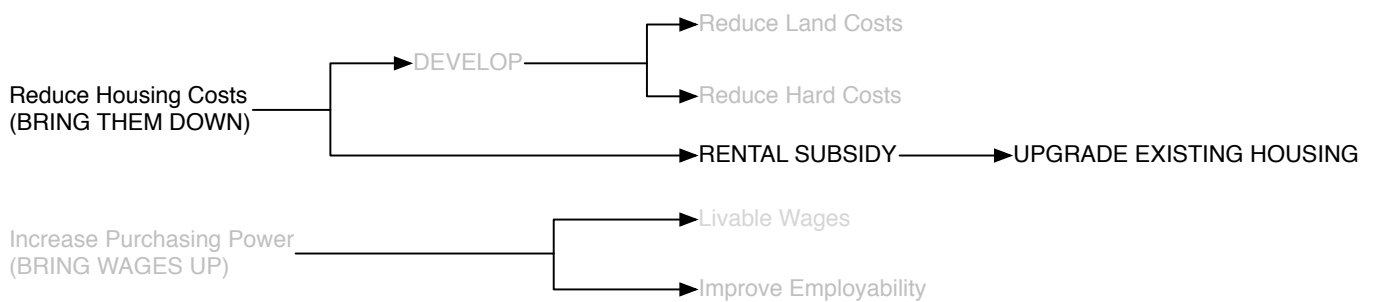 Reduce Land Costs
DEVELOP
Reduce Housing Costs
(BRING THEM DOWN)
Reduce Hard Costs
RENTAL SUBSIDY
UPGRADE EXISTING HOUSING
Livable Wages
Increase Purchasing Power
(BRING WAGES UP)
Improve Employability